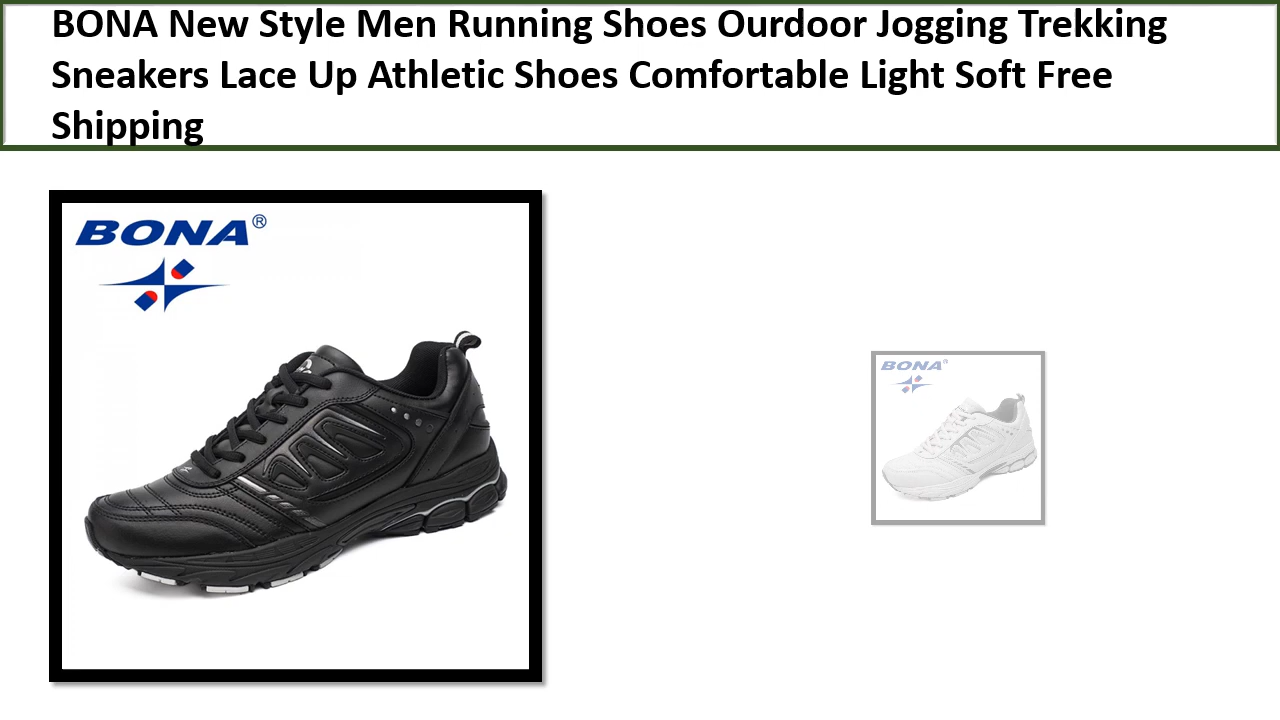 BONA New Style Men Running Shoes Ourdoor Jogging Trekking
Sneakers Lace Up Athletic Shoes Comfortable Light Soft Free
Shipping
BONA®
BONA®